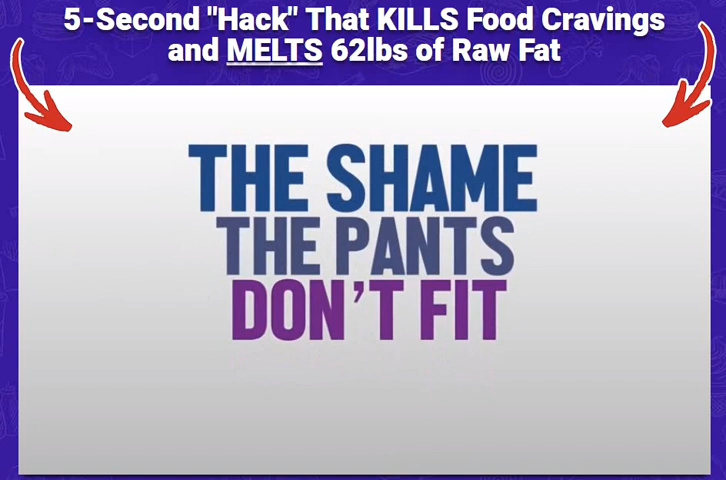 5-Second "Hack" That KILLS Food Cravings
and MELTS 62lbs of Raw Fat
THE SHAME
THE PANTS
DON'T FIT